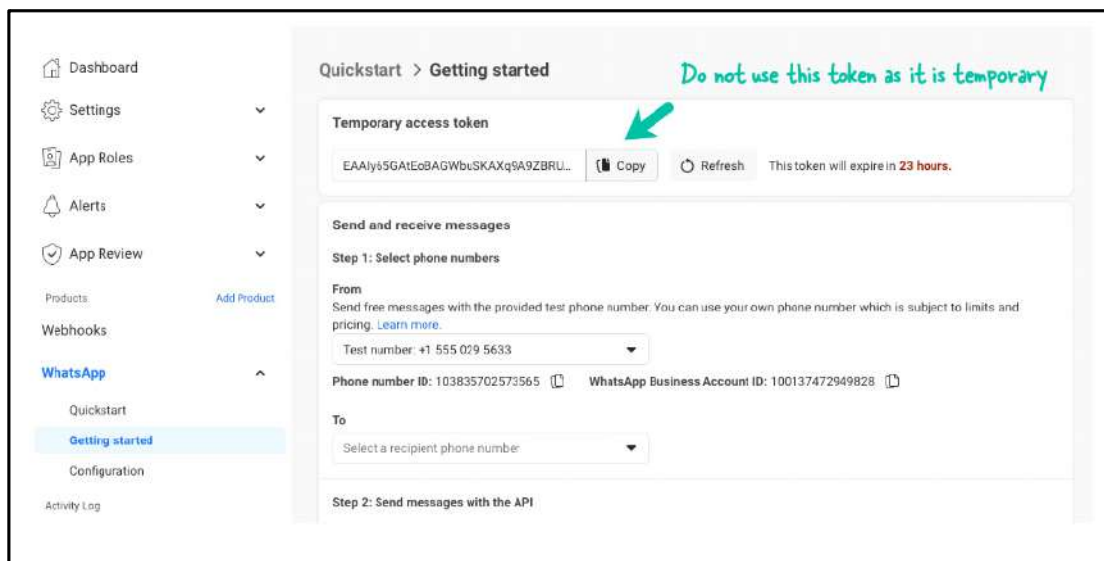 Dashboard
Settings
App Roles
Alerts
App Review
Products
Add Product
Webhooks
WhatsApp
Quickstart
Getting started
Configuration
Activity Log
Quickstart > Getting started
Do not use this token as it is temporary
Temporary access token
EAAIy65GAtEoBAGWbuSKAXq9A9ZBRU...
Copy
Refresh
This token will expire in 23 hours.
Send and receive messages
Step 1: Select phone numbers
From
Send free messages with the provided test phone number. You can use your own phone number which is subject to limits and
pricing. Learn more.
Test number: +1 555 029 5633
Phone number ID: 103835702573565
WhatsApp Business Account ID: 100137472949828
To
Select a recipient phone number
Step 2: Send messages with the API